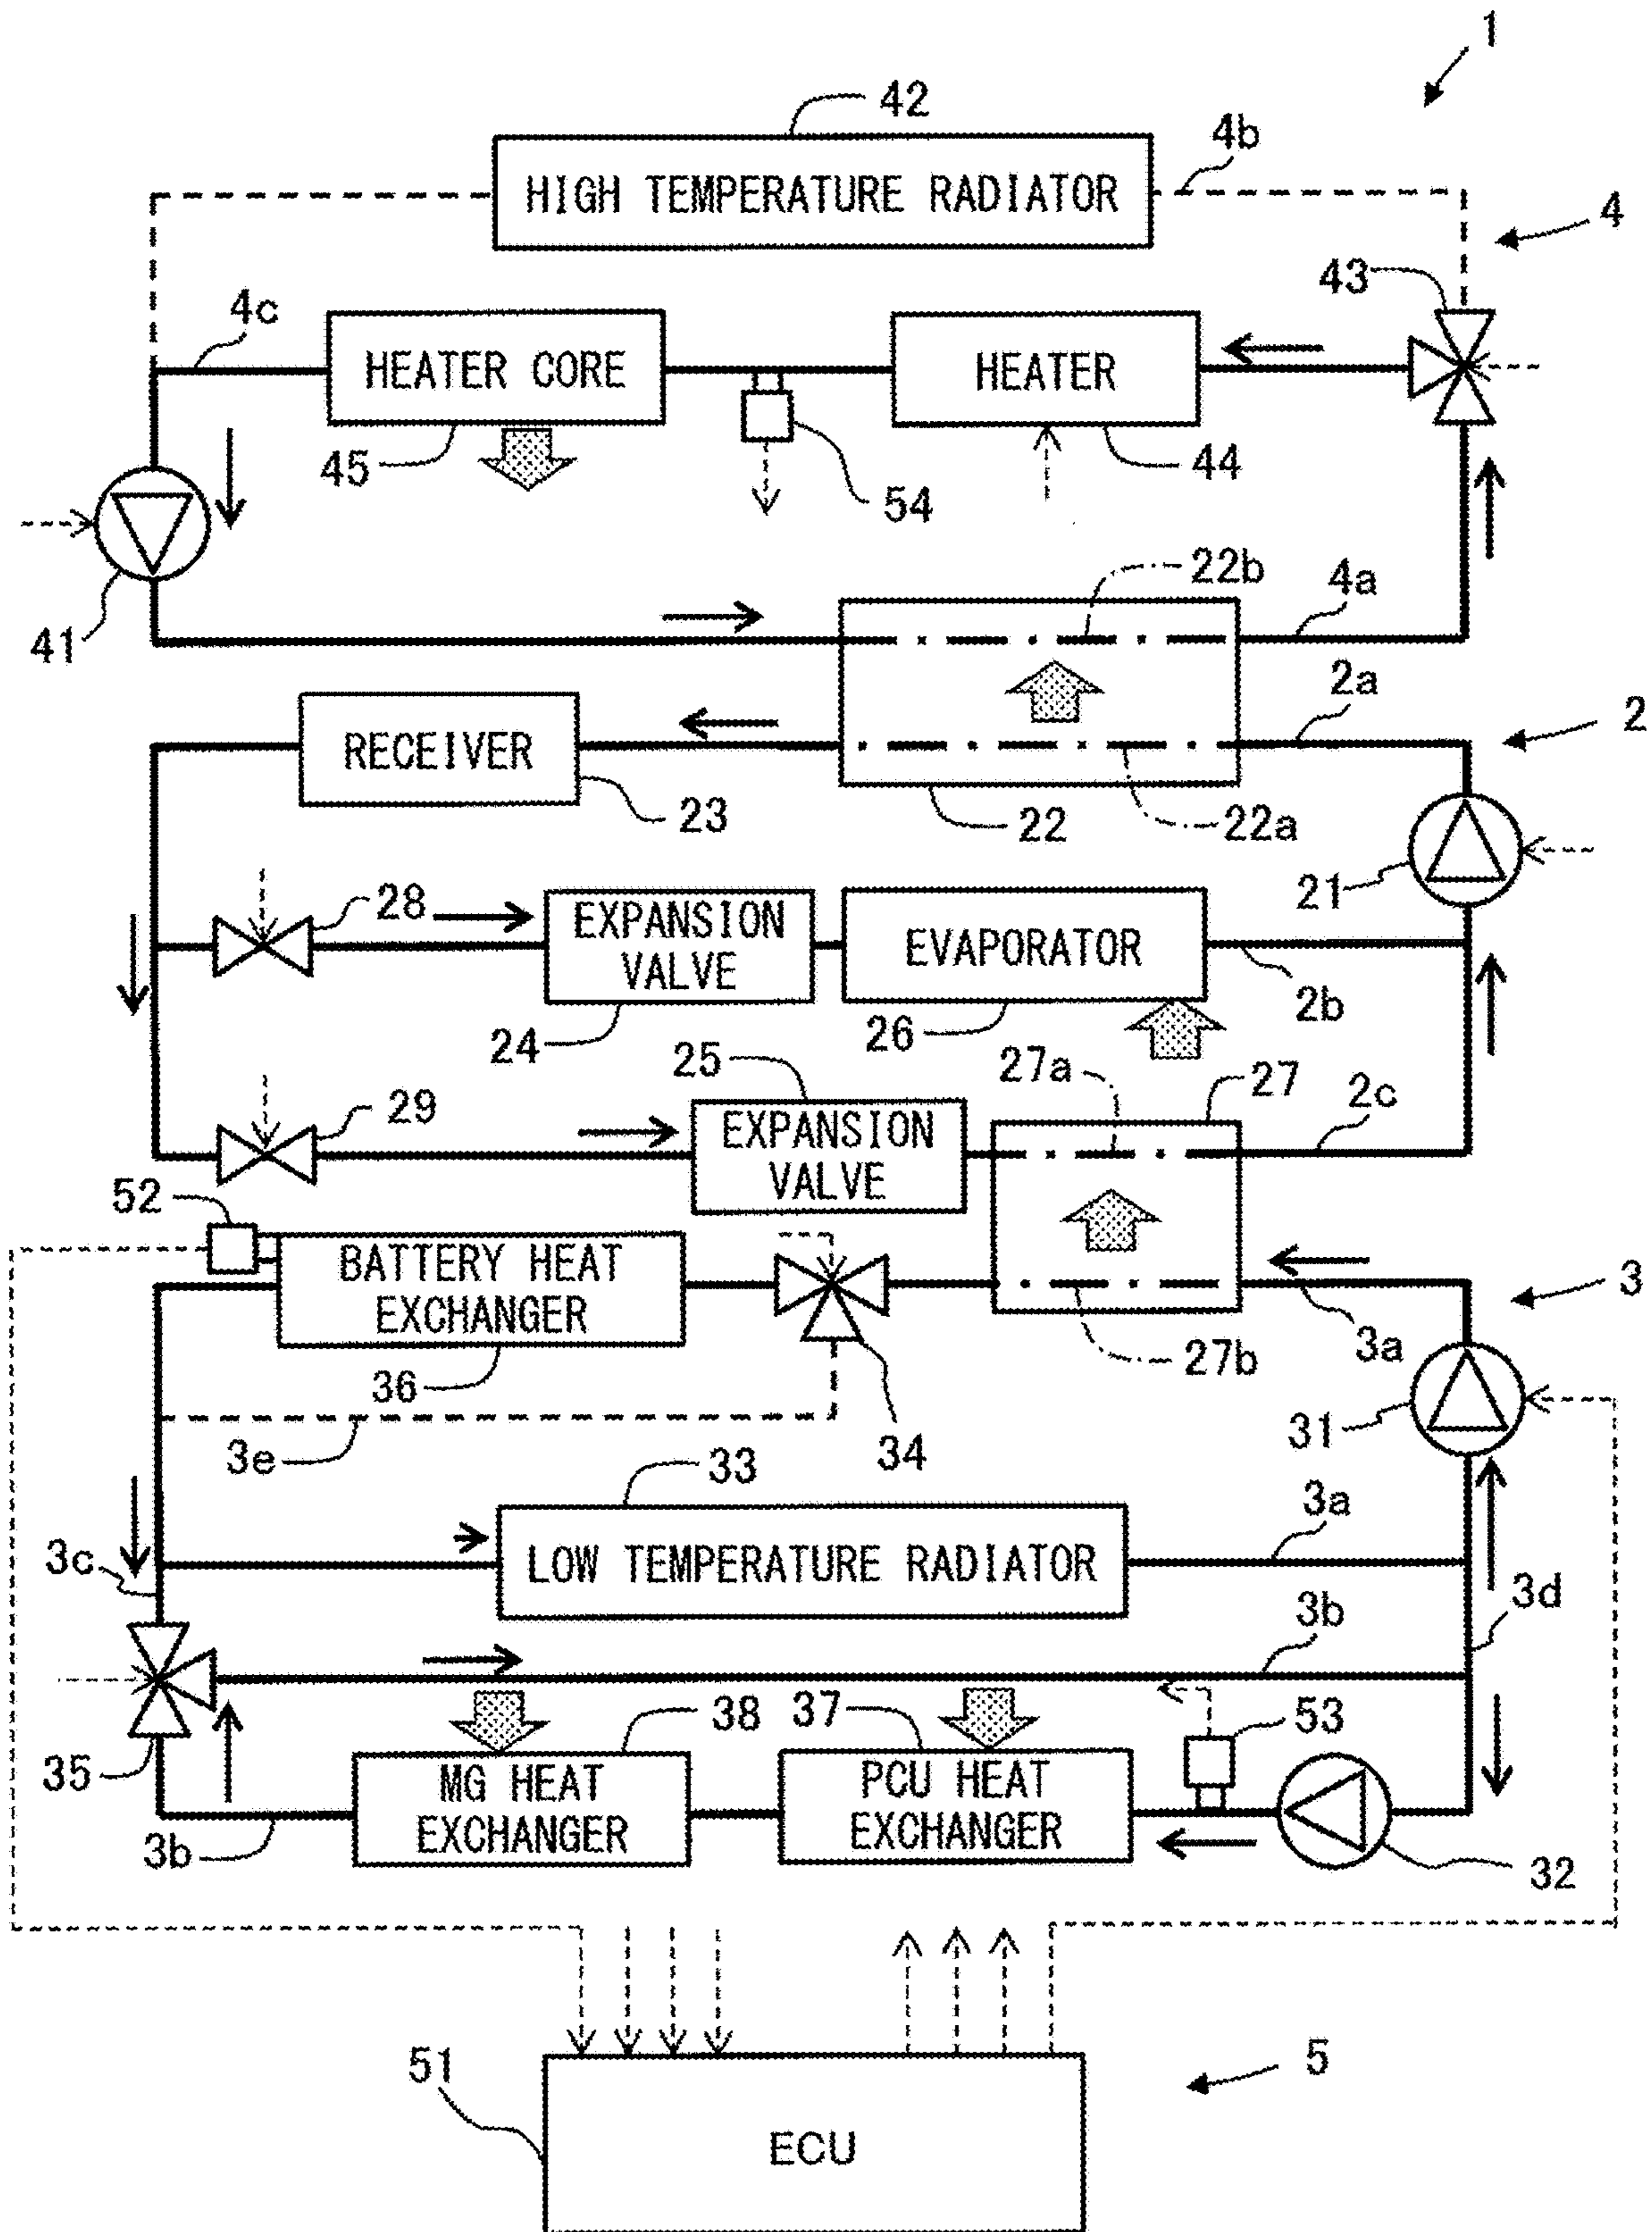 1
42
HIGH TEMPERATURE RADIATOR
4b
4
43
4c
HEATER CORE
HEATER
45
54
44
41
22b
4a
2a
2
RECEIVER
23
22
22a
21
28
EXPANSION
VALVE
EVAPORATOR
24
26
2b
25
27a
27
2c
29
EXPANSION
VALVE
52
BATTERY HEAT
EXCHANGER
3
3a
27b
36
31
3e
34
33
3a
3c
LOW TEMPERATURE RADIATOR
3d
3b
38
37
53
35
MG HEAT
EXCHANGER
PCU HEAT
EXCHANGER
3b
32
51
5
ECU